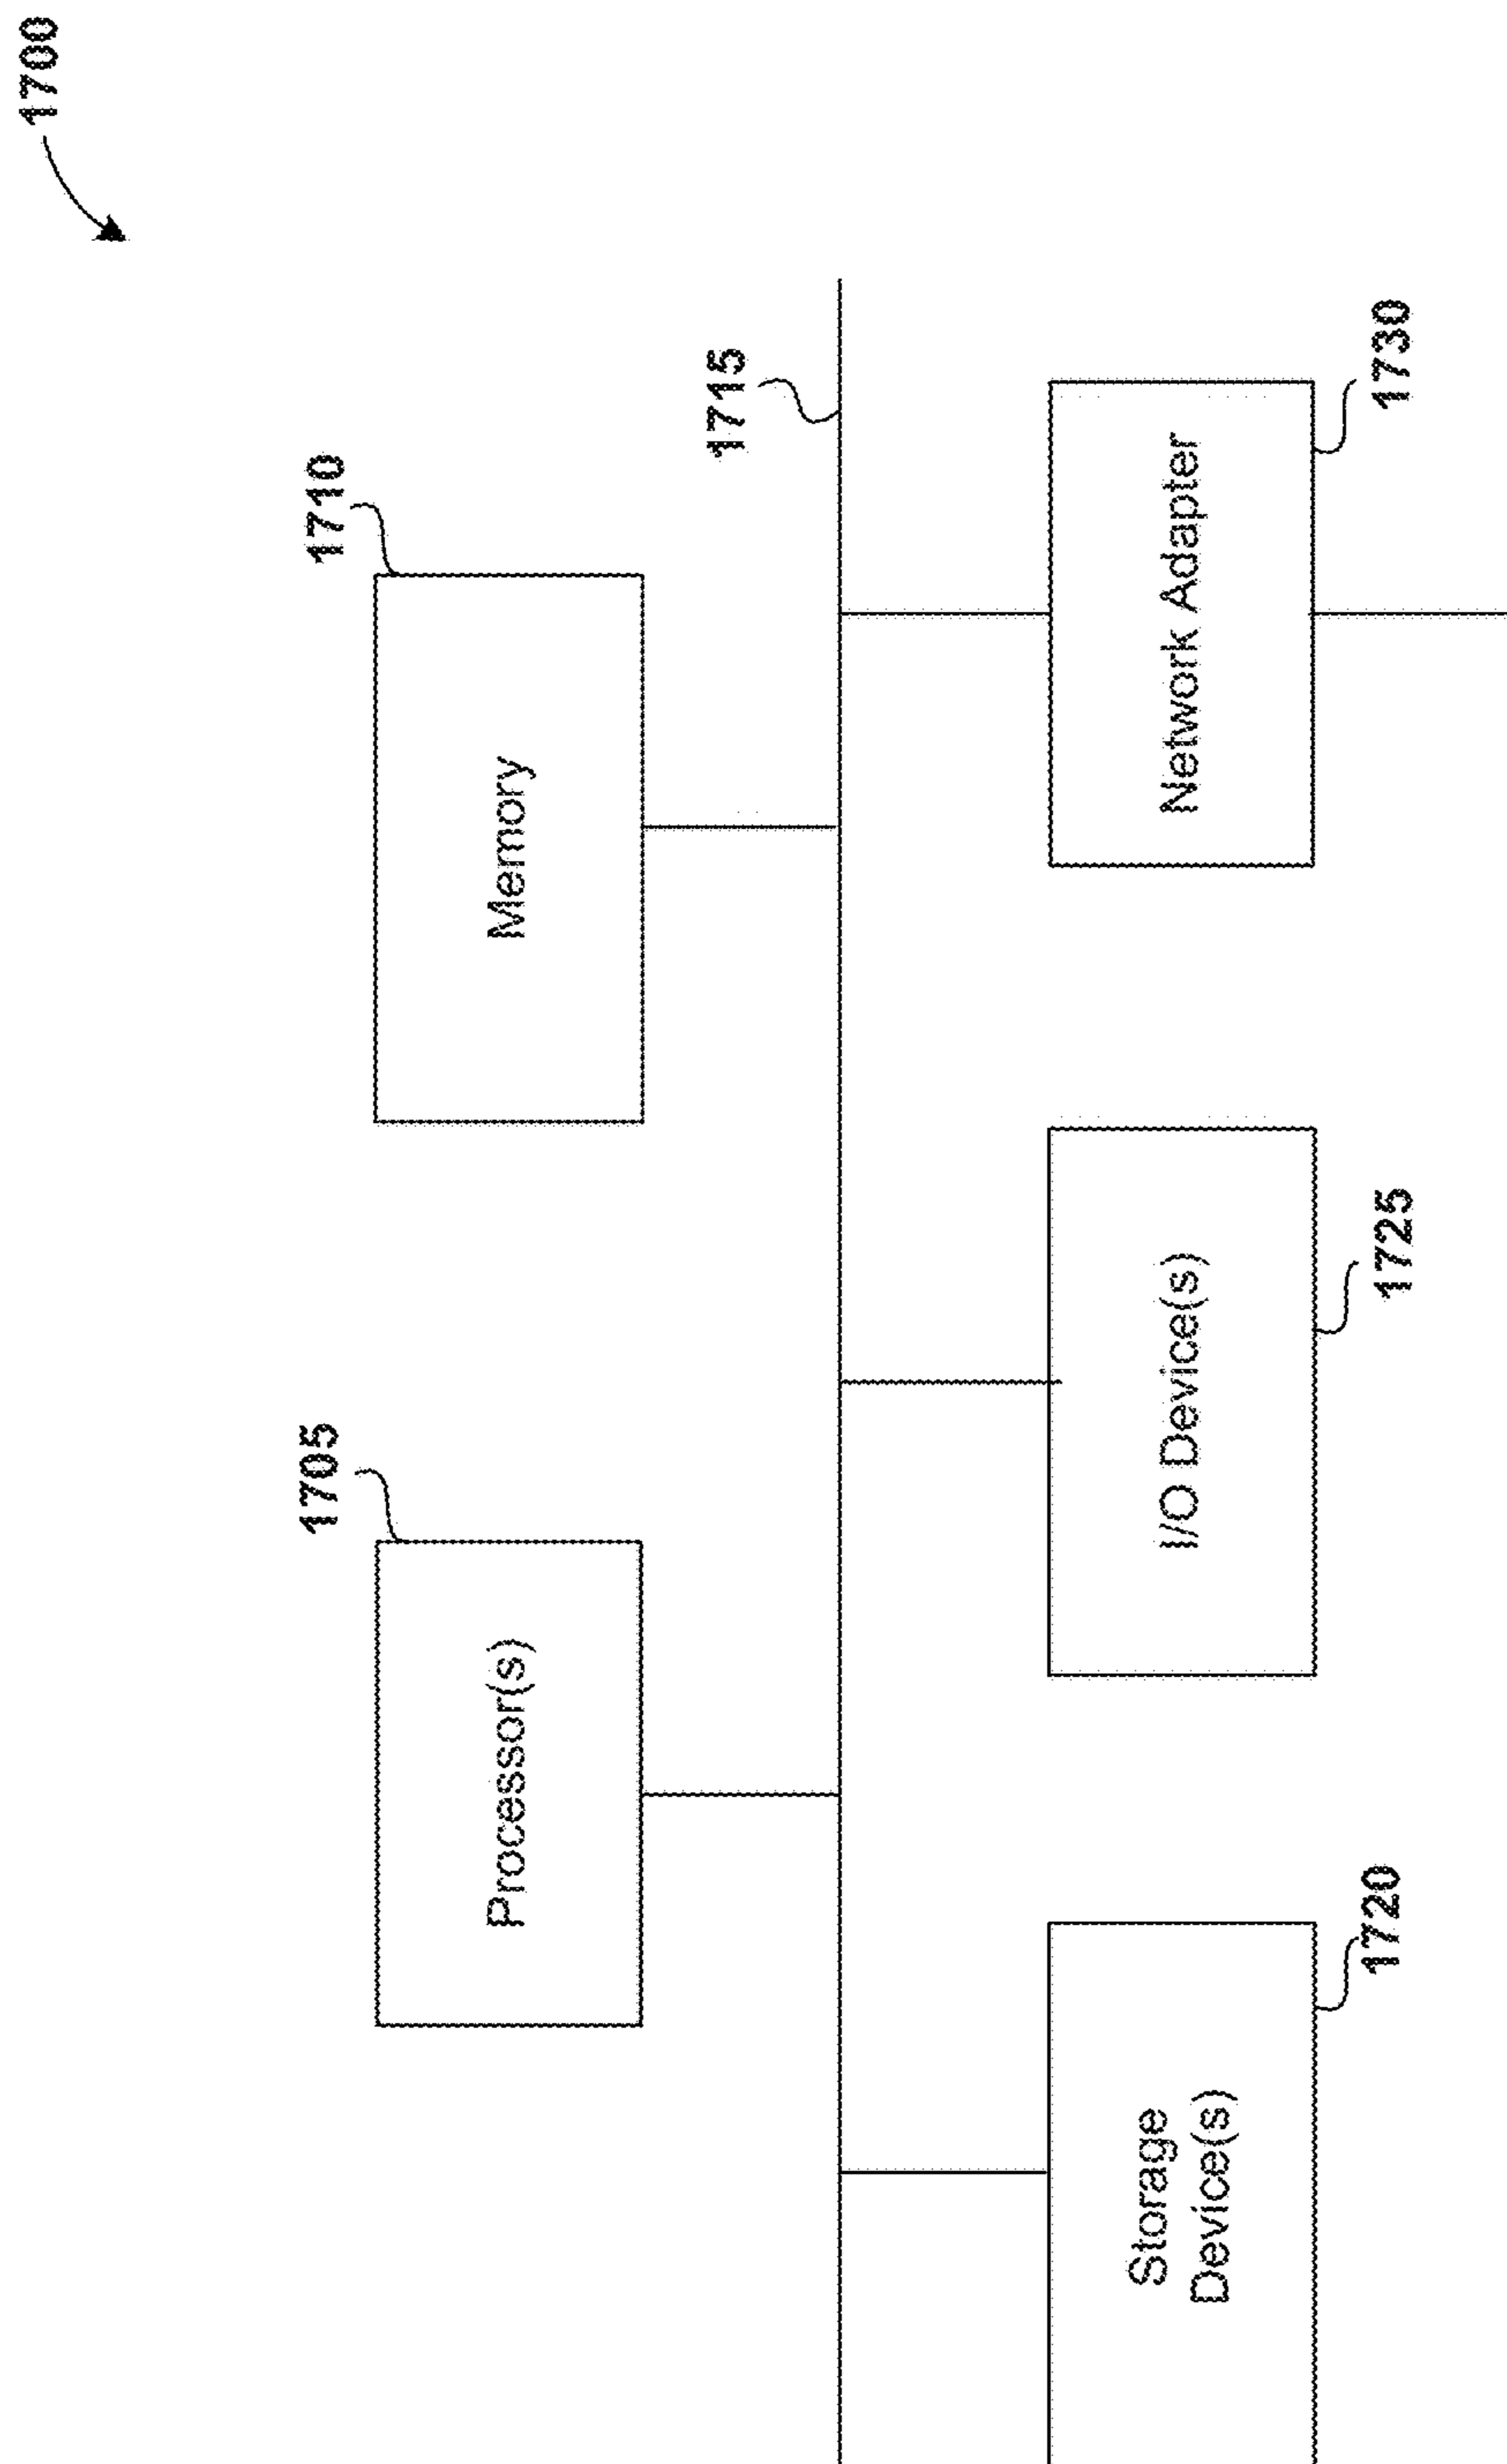 1700
1705
Processor(s)
1710
Memory
1715
Storage
Device(s)
1720
I/O Device(s)
1725
Network Adapter
1730